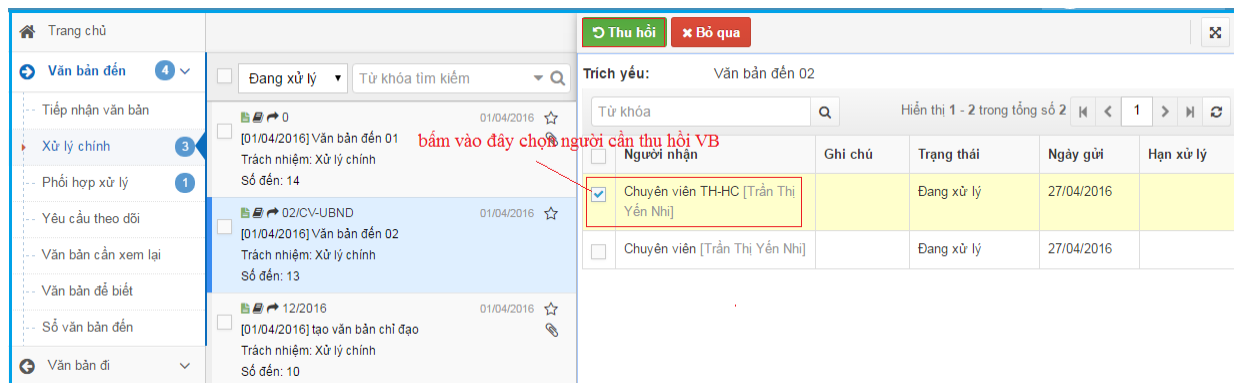 Trang chủ
Văn bản đến 4
Tiếp nhận văn bản
Xử lý chính 3
Phối hợp xử lý 1
Yêu cầu theo dõi
Văn bản cần xem lại
Văn bản để biết
Sổ văn bản đến
Văn bản đi
Đang xử lý
Từ khóa tìm kiếm
0 01/04/2016
[01/04/2016] Văn bản đến 01
Trách nhiệm: Xử lý chính
Số đến: 14
02/CV-UBND 01/04/2016
[01/04/2016] Văn bản đến 02
Trách nhiệm: Xử lý chính
Số đến: 13
12/2016 01/04/2016
[01/04/2016] tạo văn bản chỉ đạo
Trách nhiệm: Xử lý chính
Số đến: 10
Thu hồi
Bỏ qua
Trích yếu: Văn bản đến 02
Từ khóa
Hiển thị 1 - 2 trong tổng số 2
1
bấm vào đây chọn người cần thu hồi VB
Người nhận Ghi chú Trạng thái Ngày gửi Hạn xử lý
Chuyên viên TH-HC [Trần Thị Đang xử lý 27/04/2016
Yến Nhi]
Chuyên viên [Trần Thị Yến Nhi] Đang xử lý 27/04/2016